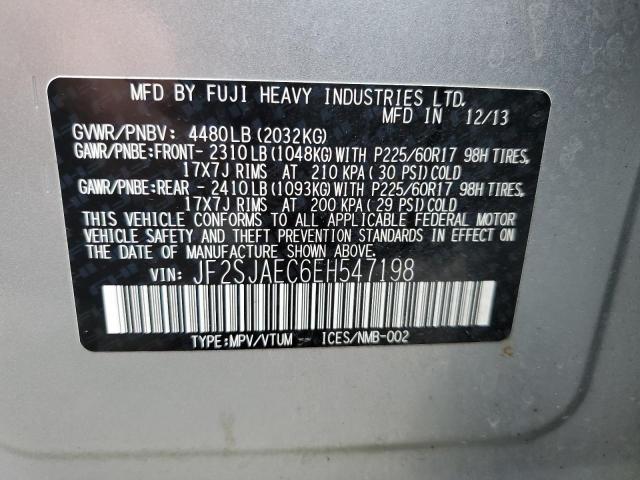 MFD BY FUJI HEAVY INDUSTRIES LTD.
MFD IN 12/13
GVWR/PNBV: 4480LB(2032KG)
GAWR/PNBE:FRONT- 2310LB(1048KG)WITH P225/60R17 98H TIRES,
17X7J RIMS AT 210 KPA( 30 PSI)COLD
GAWR/PNBE:REAR - 2410LB(1093KG)WITH P225/60R17 98H TIRES,
17X7J RIMS AT 200 KPA( 29 PSI)COLD
THIS VEHICLE CONFORMS TO ALL APPLICABLE FEDERAL MOTOR
VEHICLE SAFETY AND THEFT PREVENTION STANDARDS IN EFFECT ON
THE DATE OF MANUFACTURE SHOWN ABOVE.
VIN: JF2SJAEC6EH547198
TYPE:MPV/VTUM ICES/NMB-002